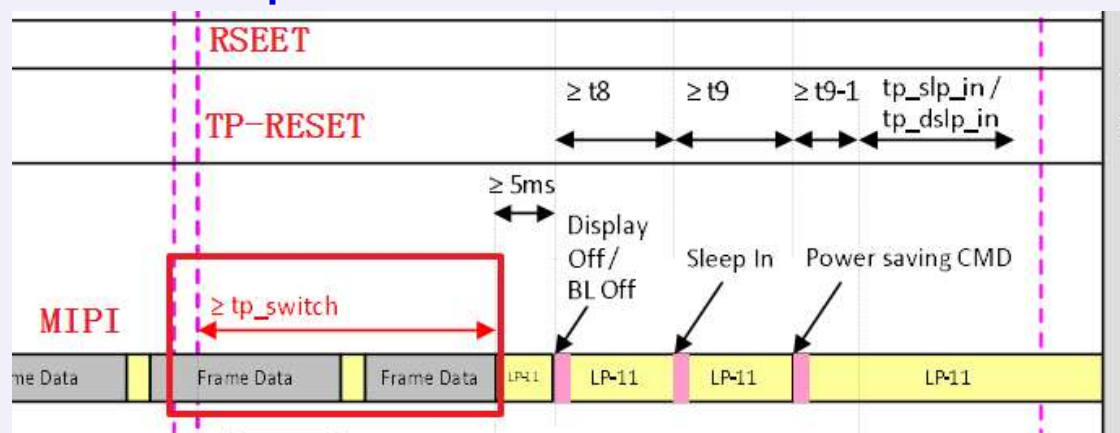 RSEET
TP-RESET
≥ t8
≥ t9
≥ t9-1
tp_slp_in /
tp_dslp_in
≥ 5ms
Display
Off /
BL Off
Sleep In
Power saving CMD
MIPI
≥ tp_switch
me Data
Frame Data
Frame Data
LP-11
LP-11
LP-11
LP-11